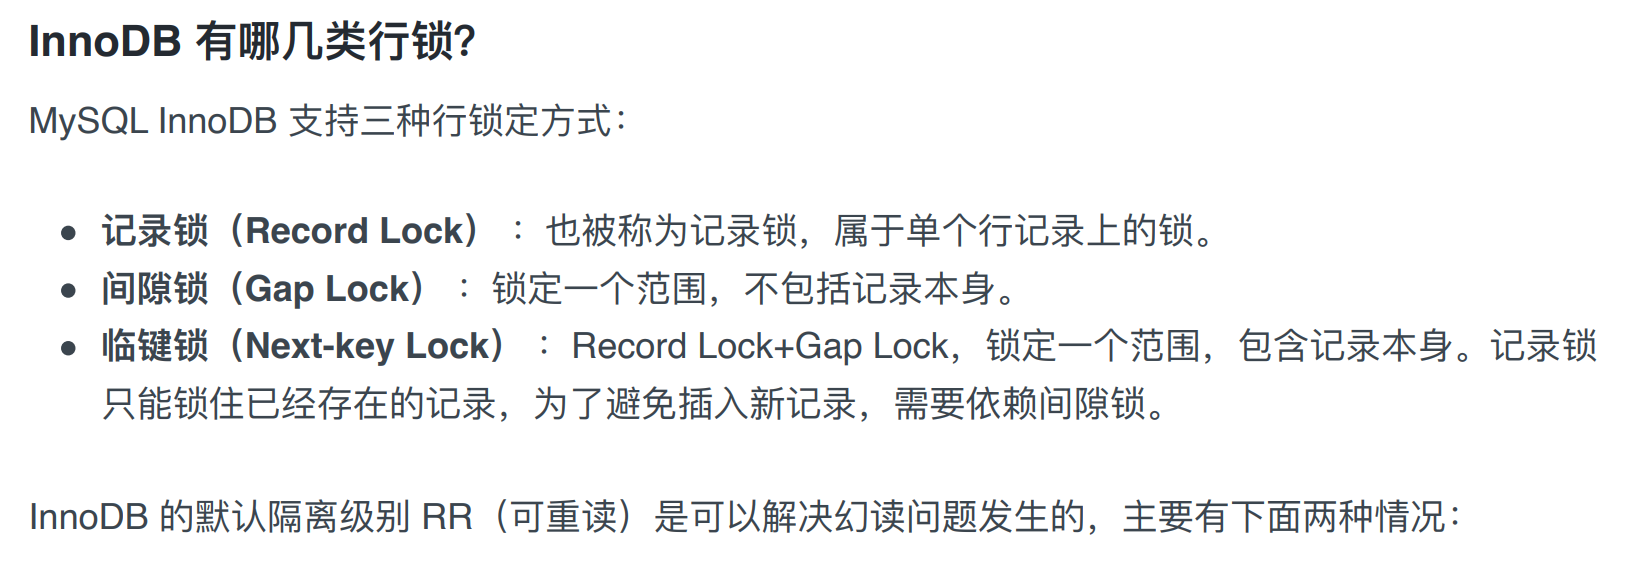 InnoDB 有哪几类行锁?
MySQL InnoDB 支持三种行锁定方式：
记录锁（Record Lock） ：也被称为记录锁，属于单个行记录上的锁。
间隙锁（Gap Lock） ：锁定一个范围，不包括记录本身。
临键锁（Next-key Lock） ：Record Lock+Gap Lock，锁定一个范围，包含记录本身。记录锁
只能锁住已经存在的记录，为了避免插入新记录，需要依赖间隙锁。
InnoDB 的默认隔离级别 RR（可重读）是可以解决幻读问题发生的，主要有下面两种情况：